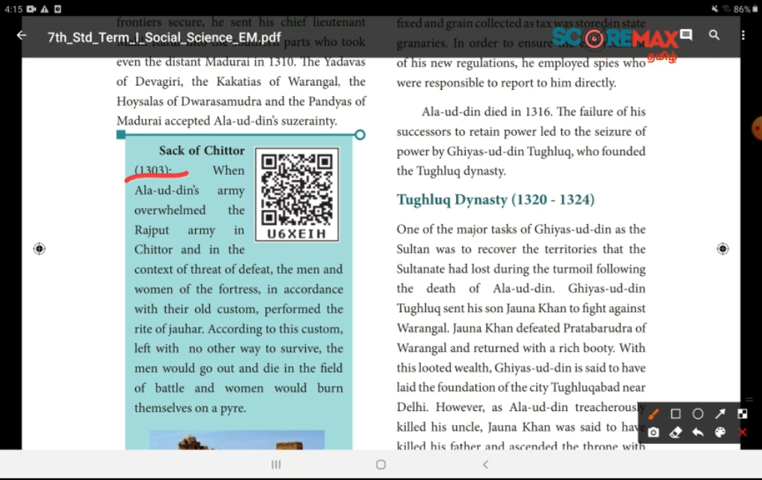 4:15
86%
7th_Std_Term_I_Social_Science_EM.pdf
SCOREMAX
தமிழ்
frontiers secure, he sent his chief lieutenant
parts who took
even the distant Madurai in 1310. The Yadavas
of Devagiri, the Kakatias of Warangal, the
Hoysalas of Dwarasamudra and the Pandyas of
Madurai accepted Ala-ud-din's suzerainty.
Sack of Chittor
(1303): When
Ala-ud-din's army
overwhelmed the
Rajput army in
Chittor and in the
context of threat of defeat, the men and
women of the fortress, in accordance
with their old custom, performed the
rite of jauhar. According to this custom,
left with no other way to survive, the
men would go out and die in the field
of battle and women would burn
themselves on a pyre.
U6XEIH
fixed and grain collected as tax was stored in state
granaries. In order to ensure
of his new regulations, he employed spies who
were responsible to report to him directly.
Ala-ud-din died in 1316. The failure of his
successors to retain power led to the seizure of
power by Ghiyas-ud-din Tughluq, who founded
the Tughluq dynasty.
Tughluq Dynasty (1320 - 1324)
One of the major tasks of Ghiyas-ud-din as the
Sultan was to recover the territories that the
Sultanate had lost during the turmoil following
the death of Ala-ud-din. Ghiyas-ud-din
Tughluq sent his son Jauna Khan to fight against
Warangal. Jauna Khan defeated Pratabarudra of
Warangal and returned with a rich booty. With
this looted wealth, Ghiyas-ud-din is said to have
laid the foundation of the city Tughluqabad near
Delhi. However, as Ala-ud-din treacherously
killed his uncle, Jauna Khan was said to have
killed his father and ascended the throne with